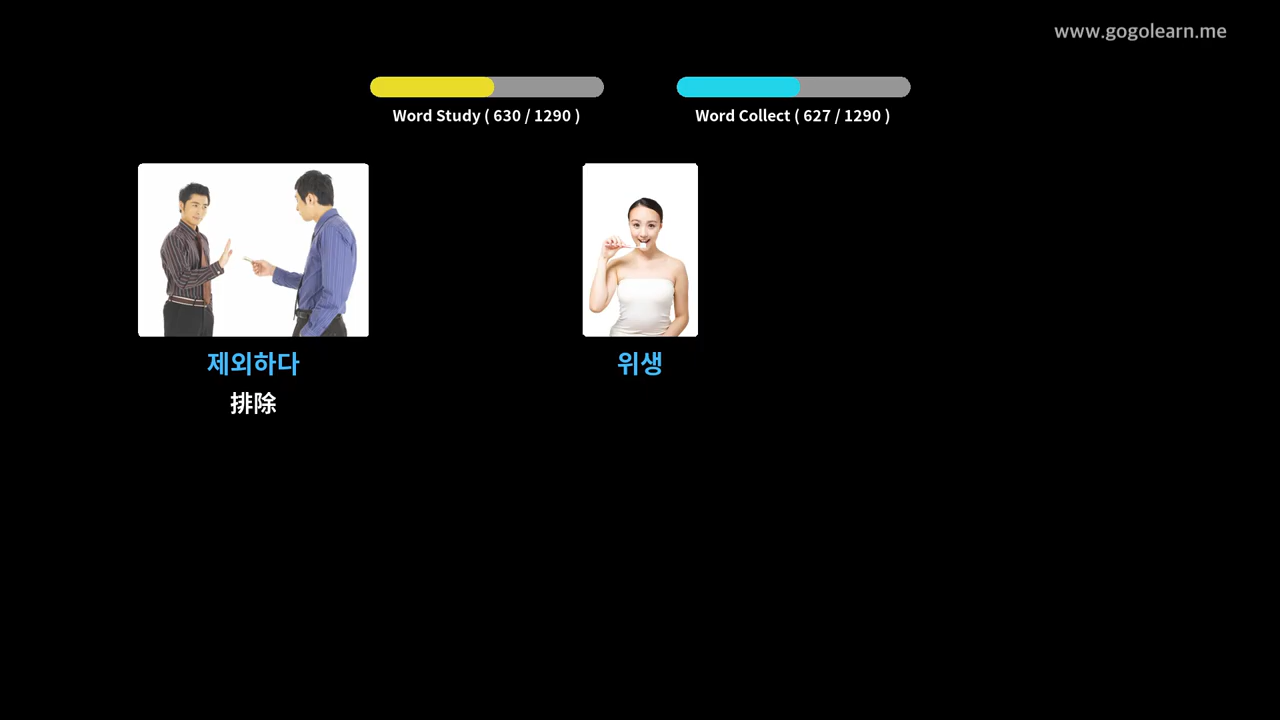 www.gogolearn.me
Word Study ( 630 / 1290 )
Word Collect ( 627 / 1290 )
제외하다
排除
위생